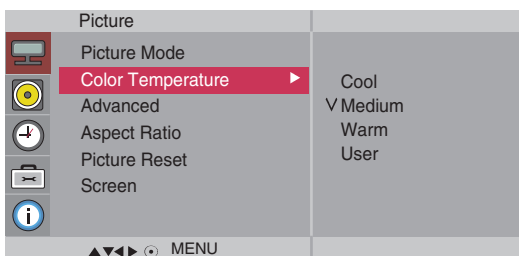 Picture
Picture Mode
Color Temperature
Advanced
Aspect Ratio
Picture Reset
Screen
Cool
Medium
Warm
User
MENU